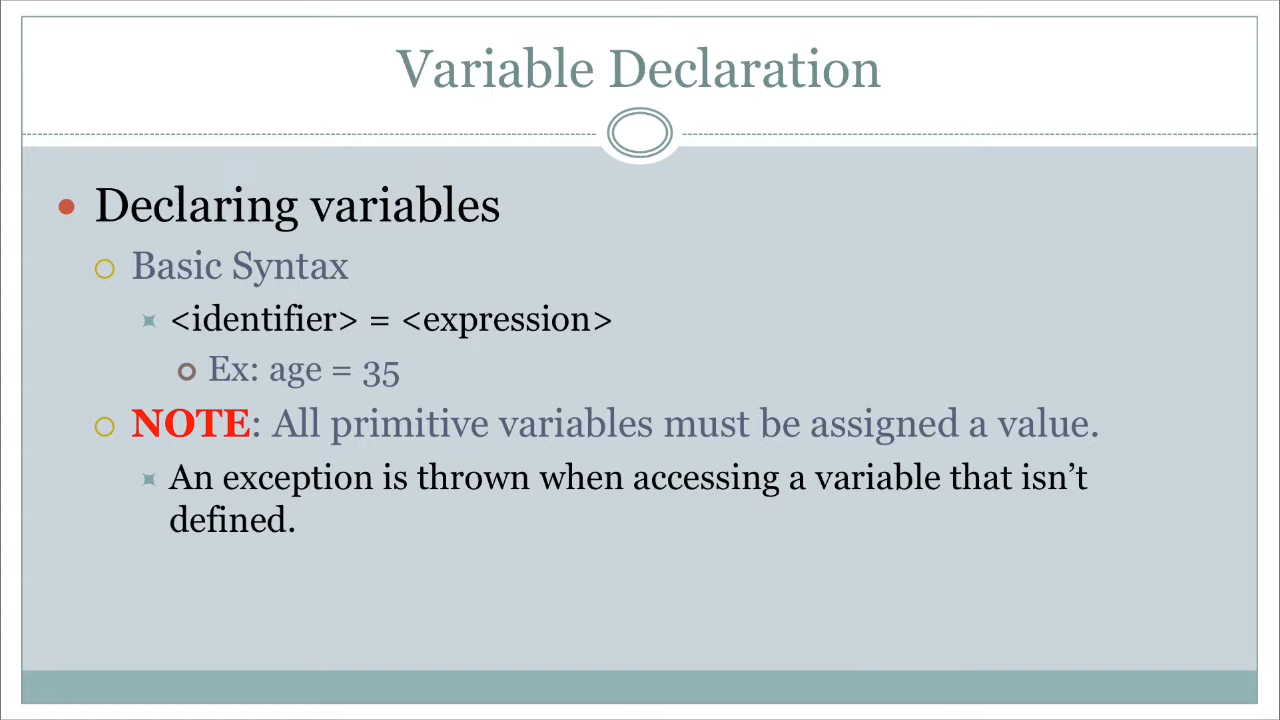 Variable Declaration
Declaring variables
Basic Syntax
<identifier> = <expression>
Ex: age = 35
NOTE: All primitive variables must be assigned a value.
An exception is thrown when accessing a variable that isn’t
defined.